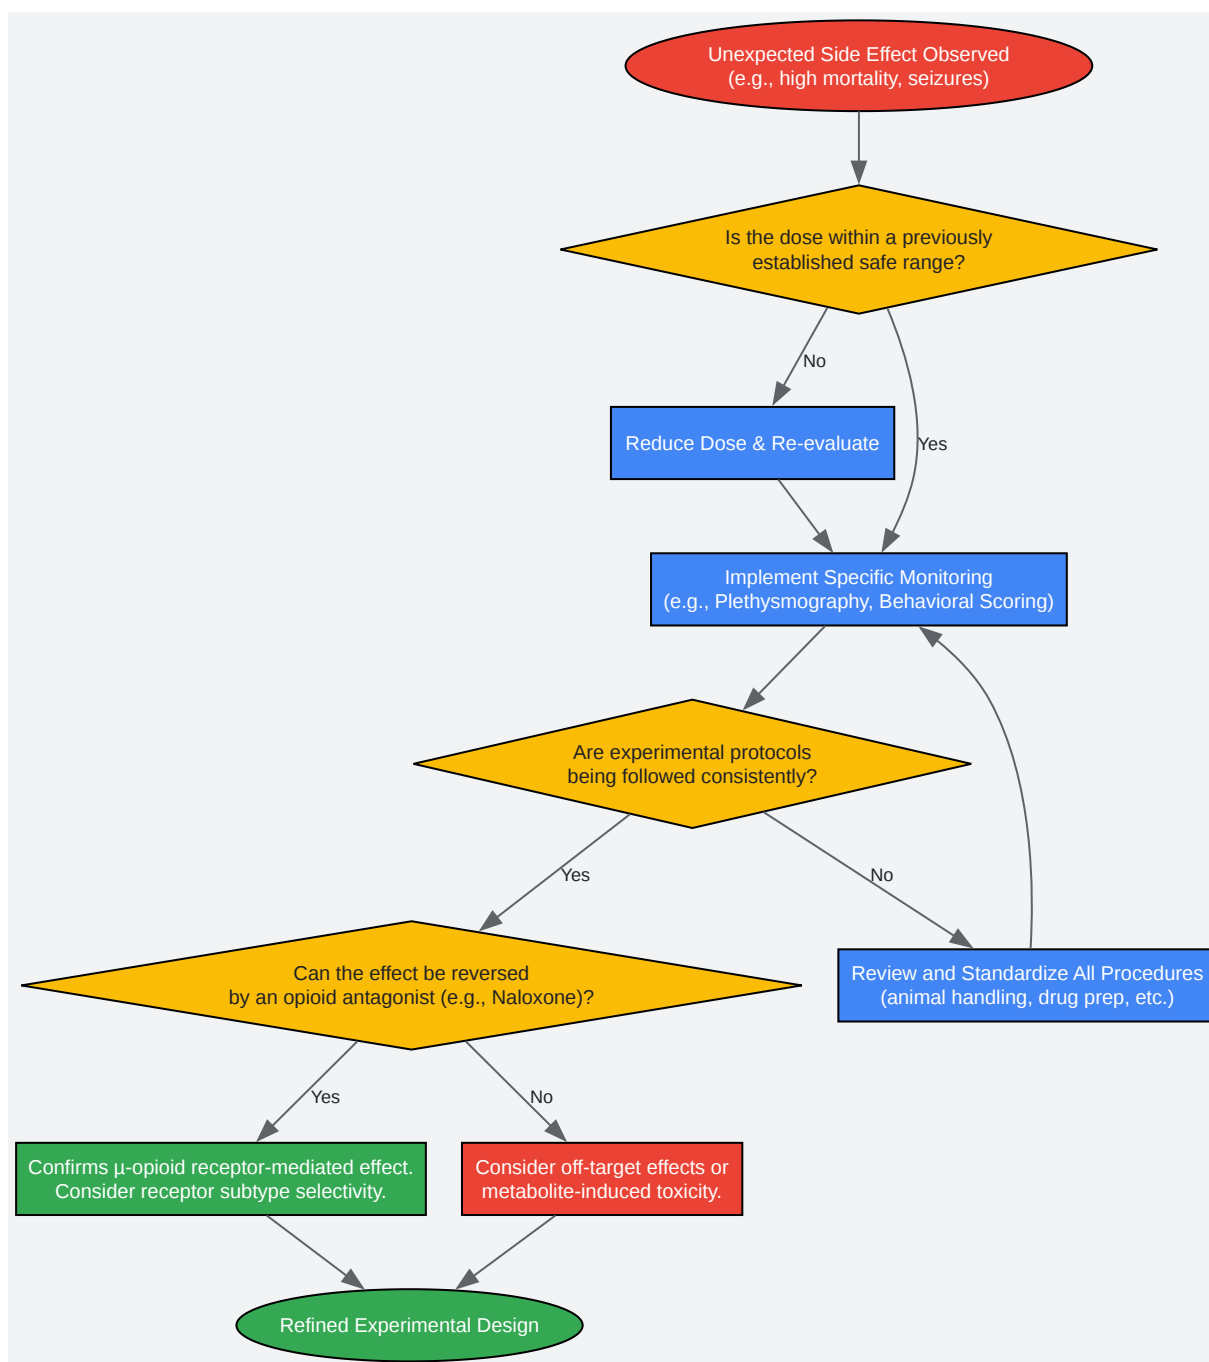 Unexpected Side Effect Observed
(e.g., high mortality, seizures)
Is the dose within a previously
established safe range?
No
Reduce Dose & Re-evaluate
Yes
Implement Specific Monitoring
(e.g., Plethysmography, Behavioral Scoring)
Are experimental protocols
being followed consistently?
Yes
No
Can the effect be reversed
by an opioid antagonist (e.g., Naloxone)?
Review and Standardize All Procedures
(animal handling, drug prep, etc.)
Yes
No
Confirms µ-opioid receptor-mediated effect.
Consider receptor subtype selectivity.
Consider off-target effects or
metabolite-induced toxicity.
Refined Experimental Design